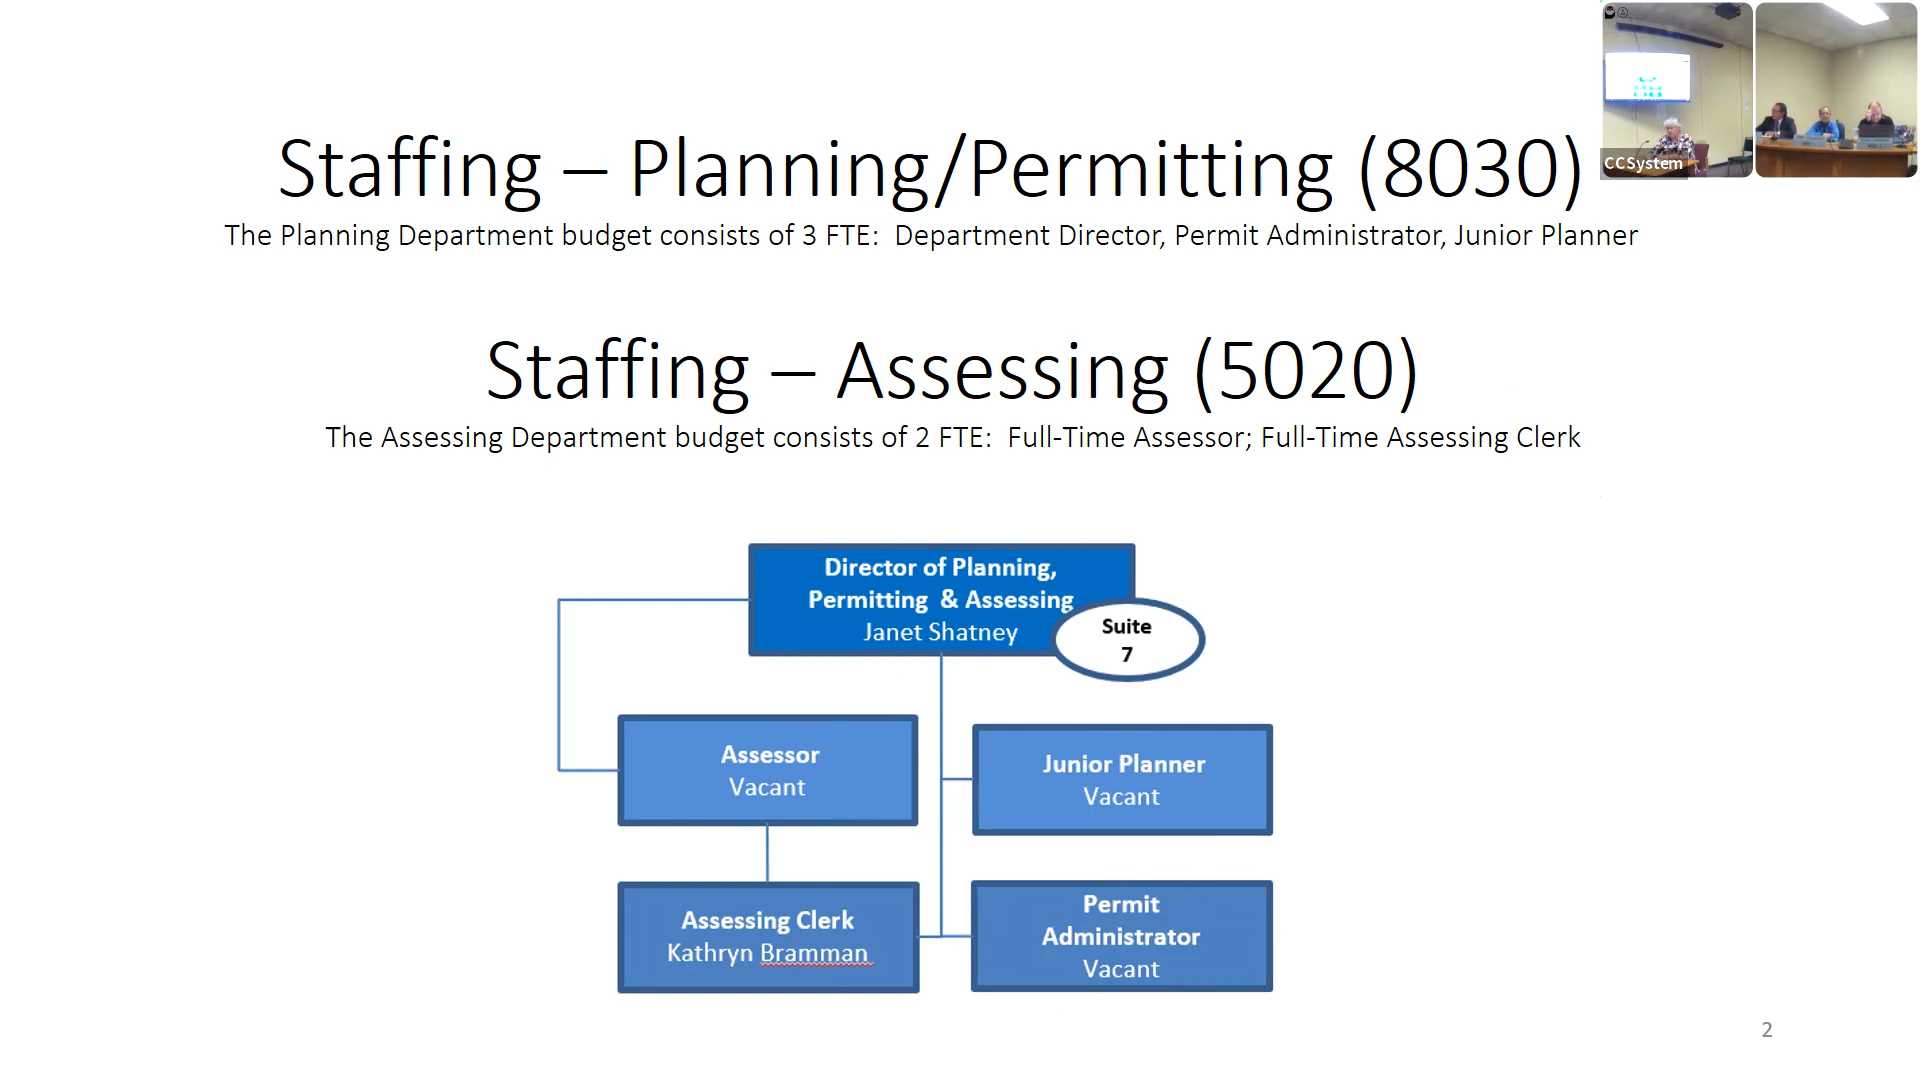 Staffing – Planning/Permitting (8030)
The Planning Department budget consists of 3 FTE: Department Director, Permit Administrator, Junior Planner
CCSystem
Staffing – Assessing (5020)
The Assessing Department budget consists of 2 FTE: Full-Time Assessor; Full-Time Assessing Clerk
Director of Planning,
Permitting & Assessing
Janet Shatney
Suite
7
Assessor
Vacant
Junior Planner
Vacant
Assessing Clerk
Kathryn Bramman
Permit
Administrator
Vacant
2